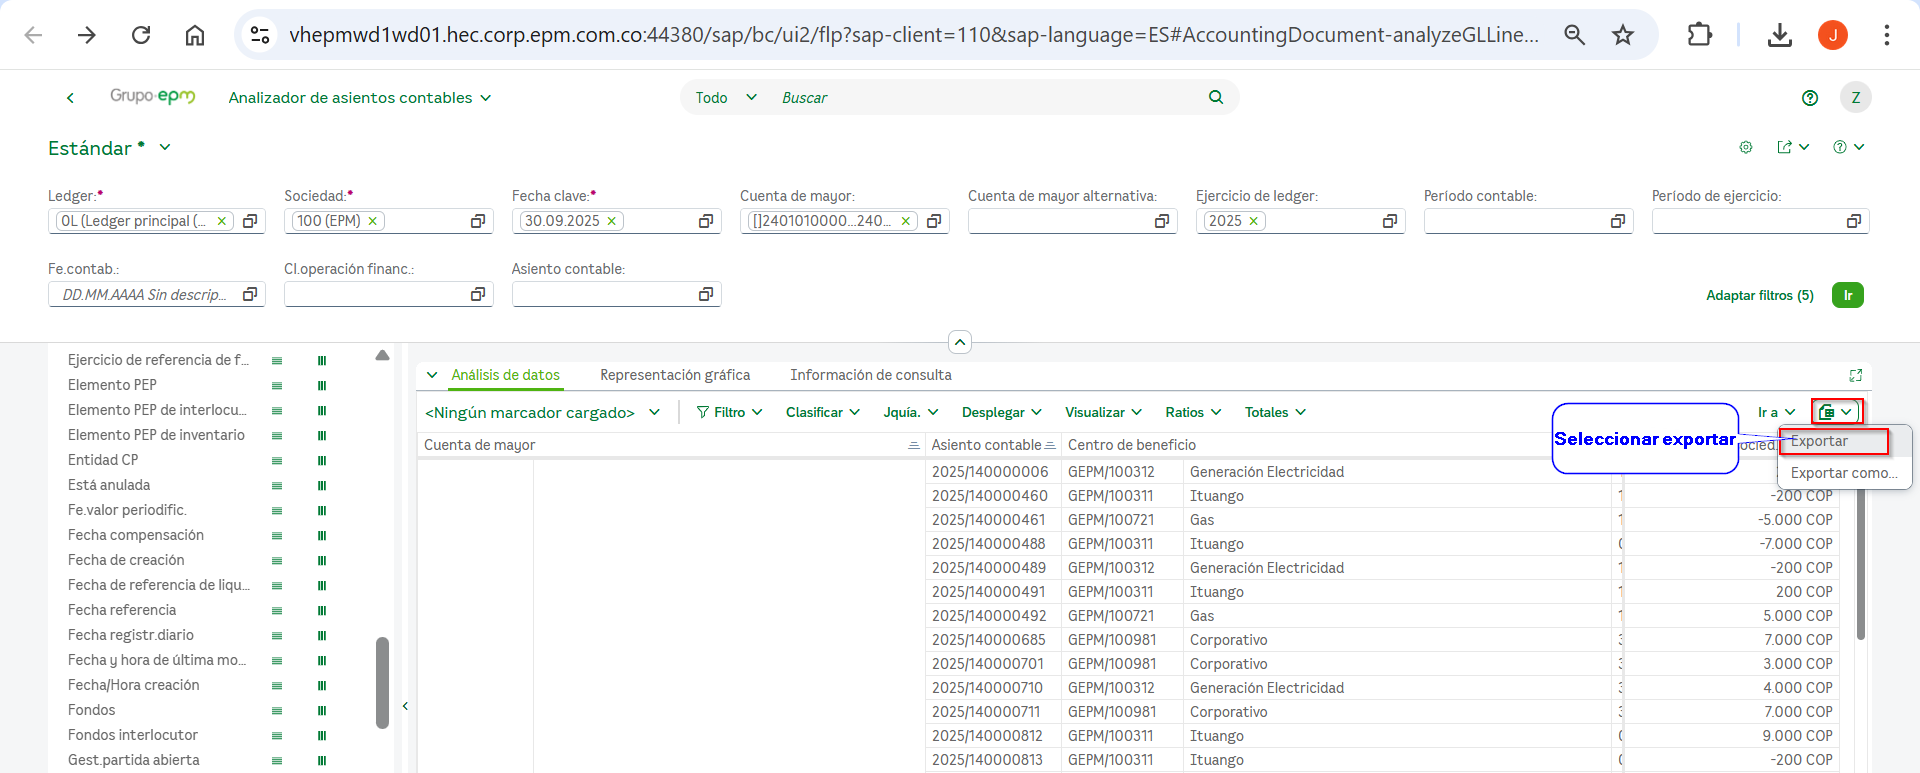 vhepmwd1wd01.hec.corp.epm.com.co:44380/sap/bc/ui2/flp?sap-client=110&sap-language=ES#AccountingDocument-analyzeGLLine...
J
Grupo·epm
Analizador de asientos contables
Todo
Buscar
Z
Estándar *
Ledger:*
Sociedad:*
Fecha clave:*
Cuenta de mayor:
Cuenta de mayor alternativa:
Ejercicio de ledger:
Período contable:
Período de ejercicio:
0L (Ledger principal (...
100 (EPM)
30.09.2025
[]2401010000...240...
2025
Fe.contab.:
Cl.operación financ.:
Asiento contable:
DD.MM.AAAA Sin descrip...
Adaptar filtros (5)
Ir
Ejercicio de referencia de f...
Elemento PEP
Elemento PEP de interlocu...
Elemento PEP de inventario
Entidad CP
Está anulada
Fe.valor periodific.
Fecha compensación
Fecha de creación
Fecha de referencia de liqu...
Fecha referencia
Fecha registr.diario
Fecha y hora de última mo...
Fecha/Hora creación
Fondos
Fondos interlocutor
Gest.partida abierta
Análisis de datos
Representación gráfica
Información de consulta
<Ningún marcador cargado>
Filtro
Clasificar
Jquía.
Desplegar
Visualizar
Ratios
Totales
Ir a
Seleccionar exportar
Exportar
Exportar como...
Cuenta de mayor
Asiento contable
Centro de beneficio
2025/140000006 GEPM/100312 Generación Electricidad
2025/140000460 GEPM/100311 Ituango -200 COP
2025/140000461 GEPM/100721 Gas -5.000 COP
2025/140000488 GEPM/100311 Ituango -7.000 COP
2025/140000489 GEPM/100312 Generación Electricidad -200 COP
2025/140000491 GEPM/100311 Ituango 200 COP
2025/140000492 GEPM/100721 Gas 5.000 COP
2025/140000685 GEPM/100981 Corporativo 7.000 COP
2025/140000701 GEPM/100981 Corporativo 3.000 COP
2025/140000710 GEPM/100312 Generación Electricidad 4.000 COP
2025/140000711 GEPM/100981 Corporativo 7.000 COP
2025/140000812 GEPM/100311 Ituango 9.000 COP
2025/140000813 GEPM/100311 Ituango -200 COP